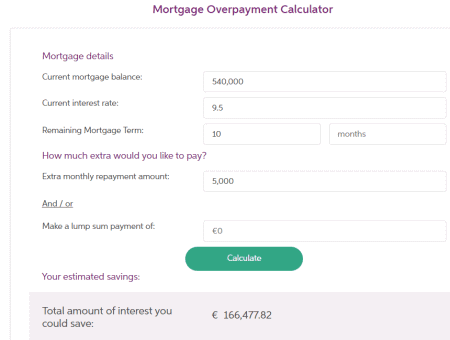 Mortgage Overpayment Calculator
Mortgage details
Current mortgage balance: 540,000
Current interest rate: 9.5
Remaining Mortgage Term: 10 months
How much extra would you like to pay?
Extra monthly repayment amount: 5,000
And / or
Make a lump sum payment of: €0
Calculate
Your estimated savings:
Total amount of interest you
could save: € 166,477.82